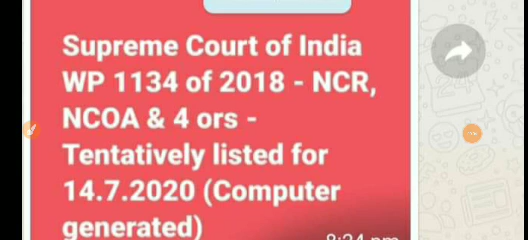 Supreme Court of India
WP 1134 of 2018 - NCR,
NCOA & 4 ors -
Tentatively listed for
14.7.2020 (Computer
generated)